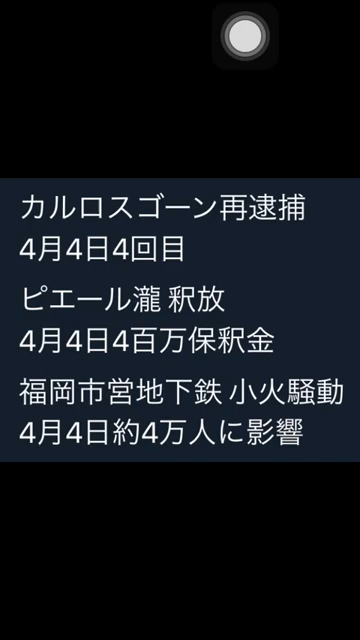 カルロスゴーン再逮捕
4月4日4回目
ピエール瀧 釈放
4月4日4百万保釈金
福岡市営地下鉄 小火騒動
4月4日約4万人に影響